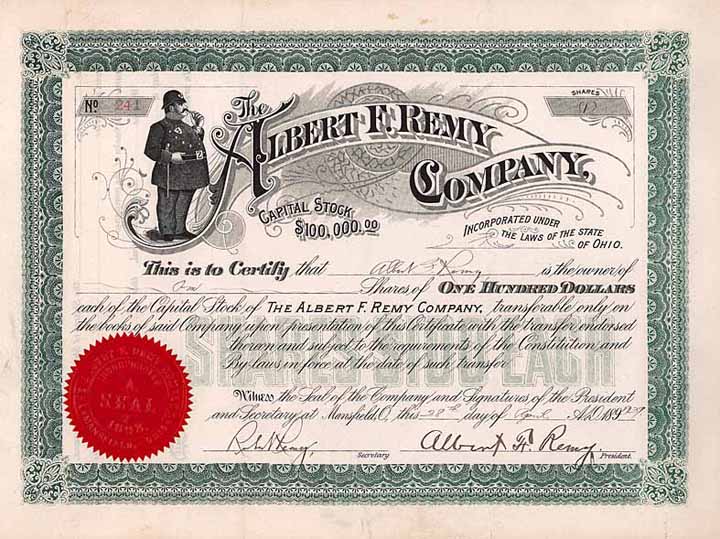 No 241
SHARES
The
ALBERT F. REMY
COMPANY,
CAPITAL STOCK
$100,000.00
INCORPORATED UNDER
THE LAWS OF THE STATE
OF OHIO.
This is to Certify that Albert F. Remy is the owner of
Shares of ONE HUNDRED DOLLARS
each of the Capital Stock of THE ALBERT F. REMY COMPANY, transferable only on
the books of said Company upon presentation of this Certificate with the transfer endorsed
thereon and subject to the requirements of the Constitution and
By-laws in force at the date of such transfer.
SHARES $100 EACH
Witness the Seal of the Company and Signatures of the President
and Secretary at Mansfield, O., this 28th day of April A.D. 189
Albert F. Remy
Secretary
President.
SEAL